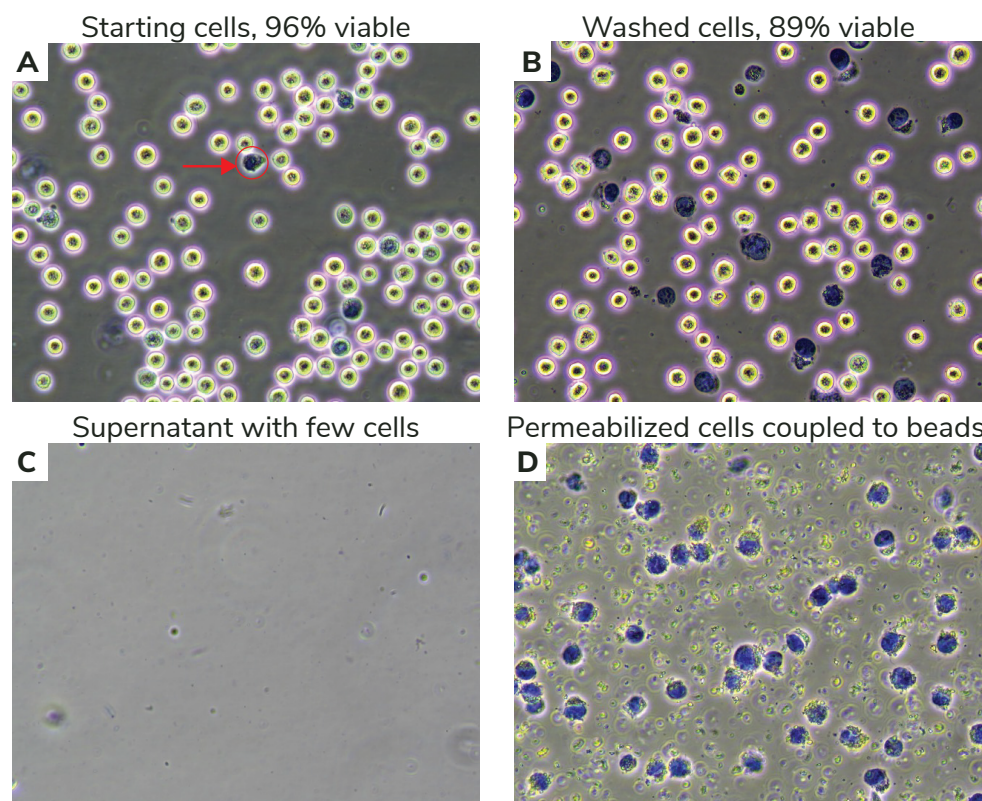 Starting cells, 96% viable
Washed cells, 89% viable
A
B
Supernatant with few cells
Permeabilized cells coupled to beads
C
D